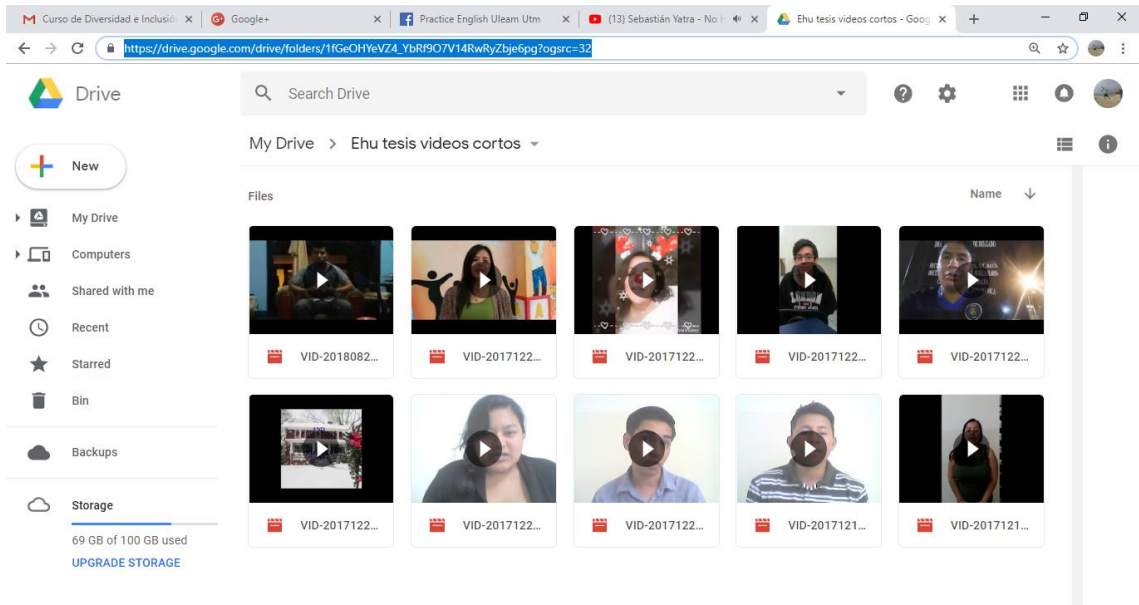 Curso de Diversidad e Inclusió
Google+
Practice English Uleam Utm
(13) Sebastián Yatra - No
Ehu tesis videos cortos - Goog
https://drive.google.com/drive/folders/1fGeOHYeVZ4_YbRf9O7V14RwRyZbje6pg?ogsrc=32
Drive
Search Drive
My Drive > Ehu tesis videos cortos
New
Files
Name
My Drive
Computers
Shared with me
Recent
Starred
Bin
Backups
Storage
69 GB of 100 GB used
UPGRADE STORAGE
VID-2018082...
VID-2017122...
VID-2017122...
VID-2017122...
VID-2017122...
VID-2017122...
VID-2017122...
VID-2017122...
VID-2017121...
VID-2017121...